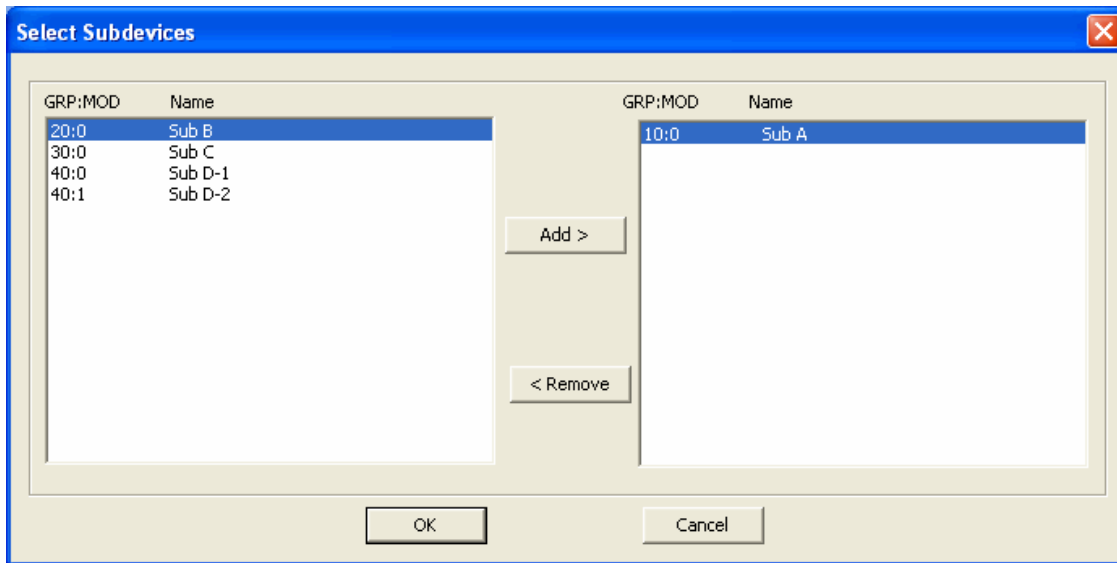 Select Subdevices
GRP:MOD Name GRP:MOD Name
20:0 Sub B 10:0 Sub A
30:0 Sub C
40:0 Sub D-1
40:1 Sub D-2
Add >
< Remove
OK Cancel